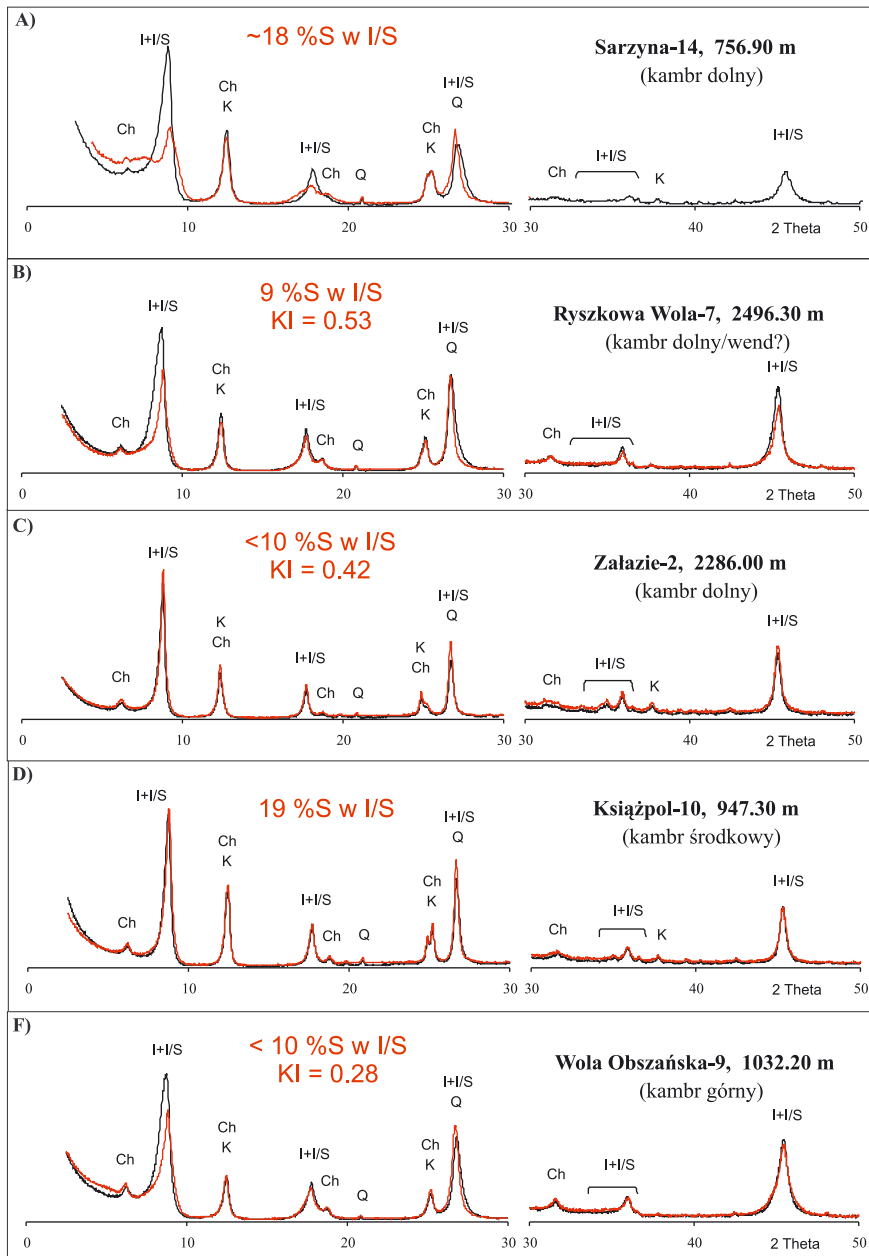 A)
~18 %S w I/S
Sarzyna-14, 756.90 m
(kambr dolny)
I+I/S
Ch
Ch
K
I+I/S
Ch
Q
Ch
K
I+I/S
Q
Ch
I+I/S
K
I+I/S
0
10
20
30
30
40
2 Theta
50
B)
9 %S w I/S
KI = 0.53
Ryszkowa Wola-7, 2496.30 m
(kambr dolny/wend?)
I+I/S
Ch
Ch
K
I+I/S
Ch
Q
Ch
K
I+I/S
Q
Ch
I+I/S
I+I/S
0
10
20
30
30
40
2 Theta
50
C)
<10 %S w I/S
KI = 0.42
Załazie-2, 2286.00 m
(kambr dolny)
I+I/S
Ch
K
Ch
I+I/S
Ch
Q
K
Ch
I+I/S
Q
Ch
I+I/S
K
I+I/S
0
10
20
30
30
40
2 Theta
50
D)
19 %S w I/S
Książpol-10, 947.30 m
(kambr środkowy)
I+I/S
Ch
Ch
K
I+I/S
Ch
Q
Ch
K
I+I/S
Q
Ch
I+I/S
K
I+I/S
0
10
20
30
30
40
2 Theta
50
F)
< 10 %S w I/S
KI = 0.28
Wola Obszańska-9, 1032.20 m
(kambr górny)
I+I/S
Ch
Ch
K
I+I/S
Ch
Q
Ch
K
I+I/S
Q
Ch
I+I/S
I+I/S
0
10
20
30
30
40
2 Theta
50